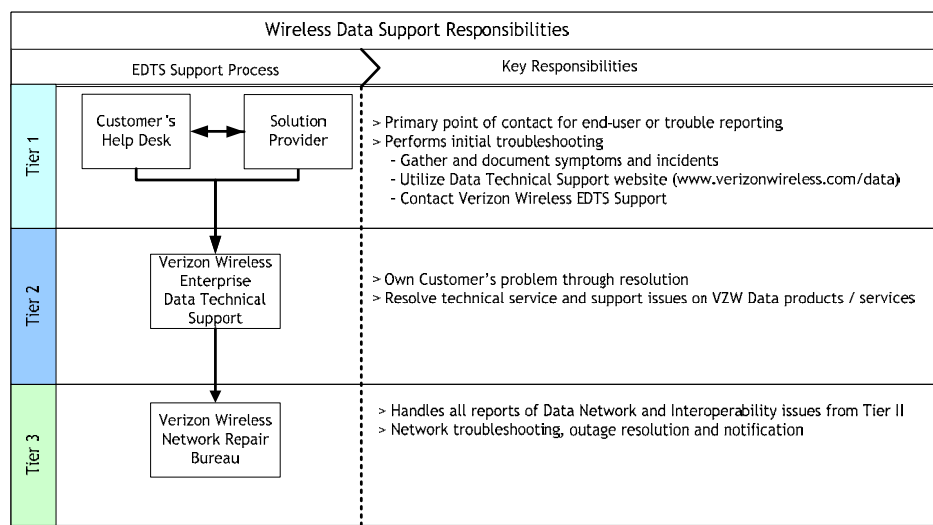 Wireless Data Support Responsibilities
EDTS Support Process
Key Responsibilities
Tier 1
Customer's
Help Desk
Solution
Provider
> Primary point of contact for end-user or trouble reporting
> Performs initial troubleshooting
- Gather and document symptoms and incidents
- Utilize Data Technical Support website (www.verizonwireless.com/data)
- Contact Verizon Wireless EDTS Support
Tier 2
Verizon Wireless
Enterprise
Data Technical
Support
> Own Customer's problem through resolution
> Resolve technical service and support issues on VZW Data products / services
Tier 3
Verizon Wireless
Network Repair
Bureau
> Handles all reports of Data Network and Interoperability issues from Tier II
> Network troubleshooting, outage resolution and notification